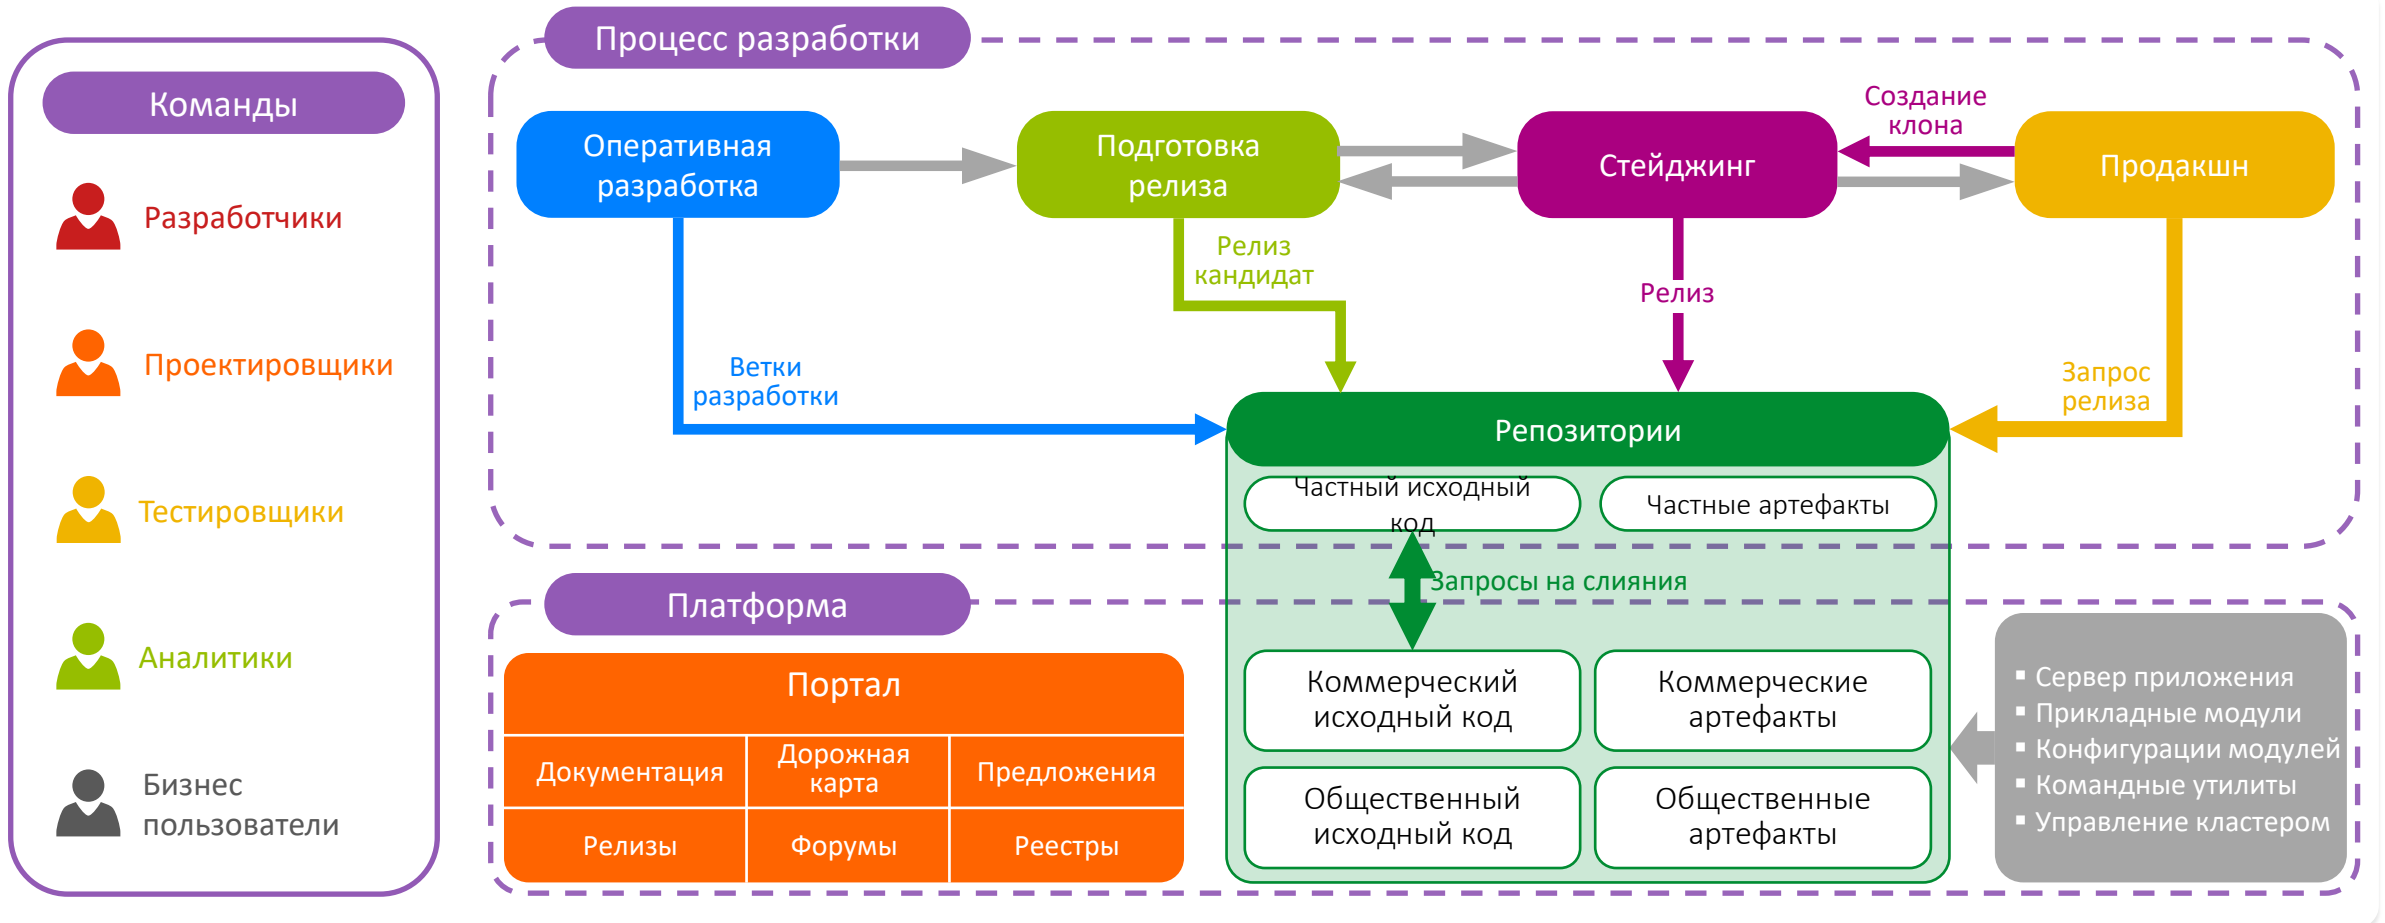 Команды
Разработчики
Проектировщики
Тестировщики
Аналитики
Бизнес
пользователи
Процесс разработки
Оперативная
разработка
Подготовка
релиза
Стейджинг
Создание
клона
Продакшн
Релиз
кандидат
Релиз
Ветки
разработки
Запрос
релиза
Репозитории
Частный исходный
код
Частные артефакты
Запросы на слияния
Коммерческий
исходный код
Коммерческие
артефакты
Общественный
исходный код
Общественные
артефакты
Платформа
Портал
Документация
Дорожная
карта
Предложения
Релизы
Форумы
Реестры
▪ Сервер приложения
▪ Прикладные модули
▪ Конфигурации модулей
▪ Командные утилиты
▪ Управление кластером